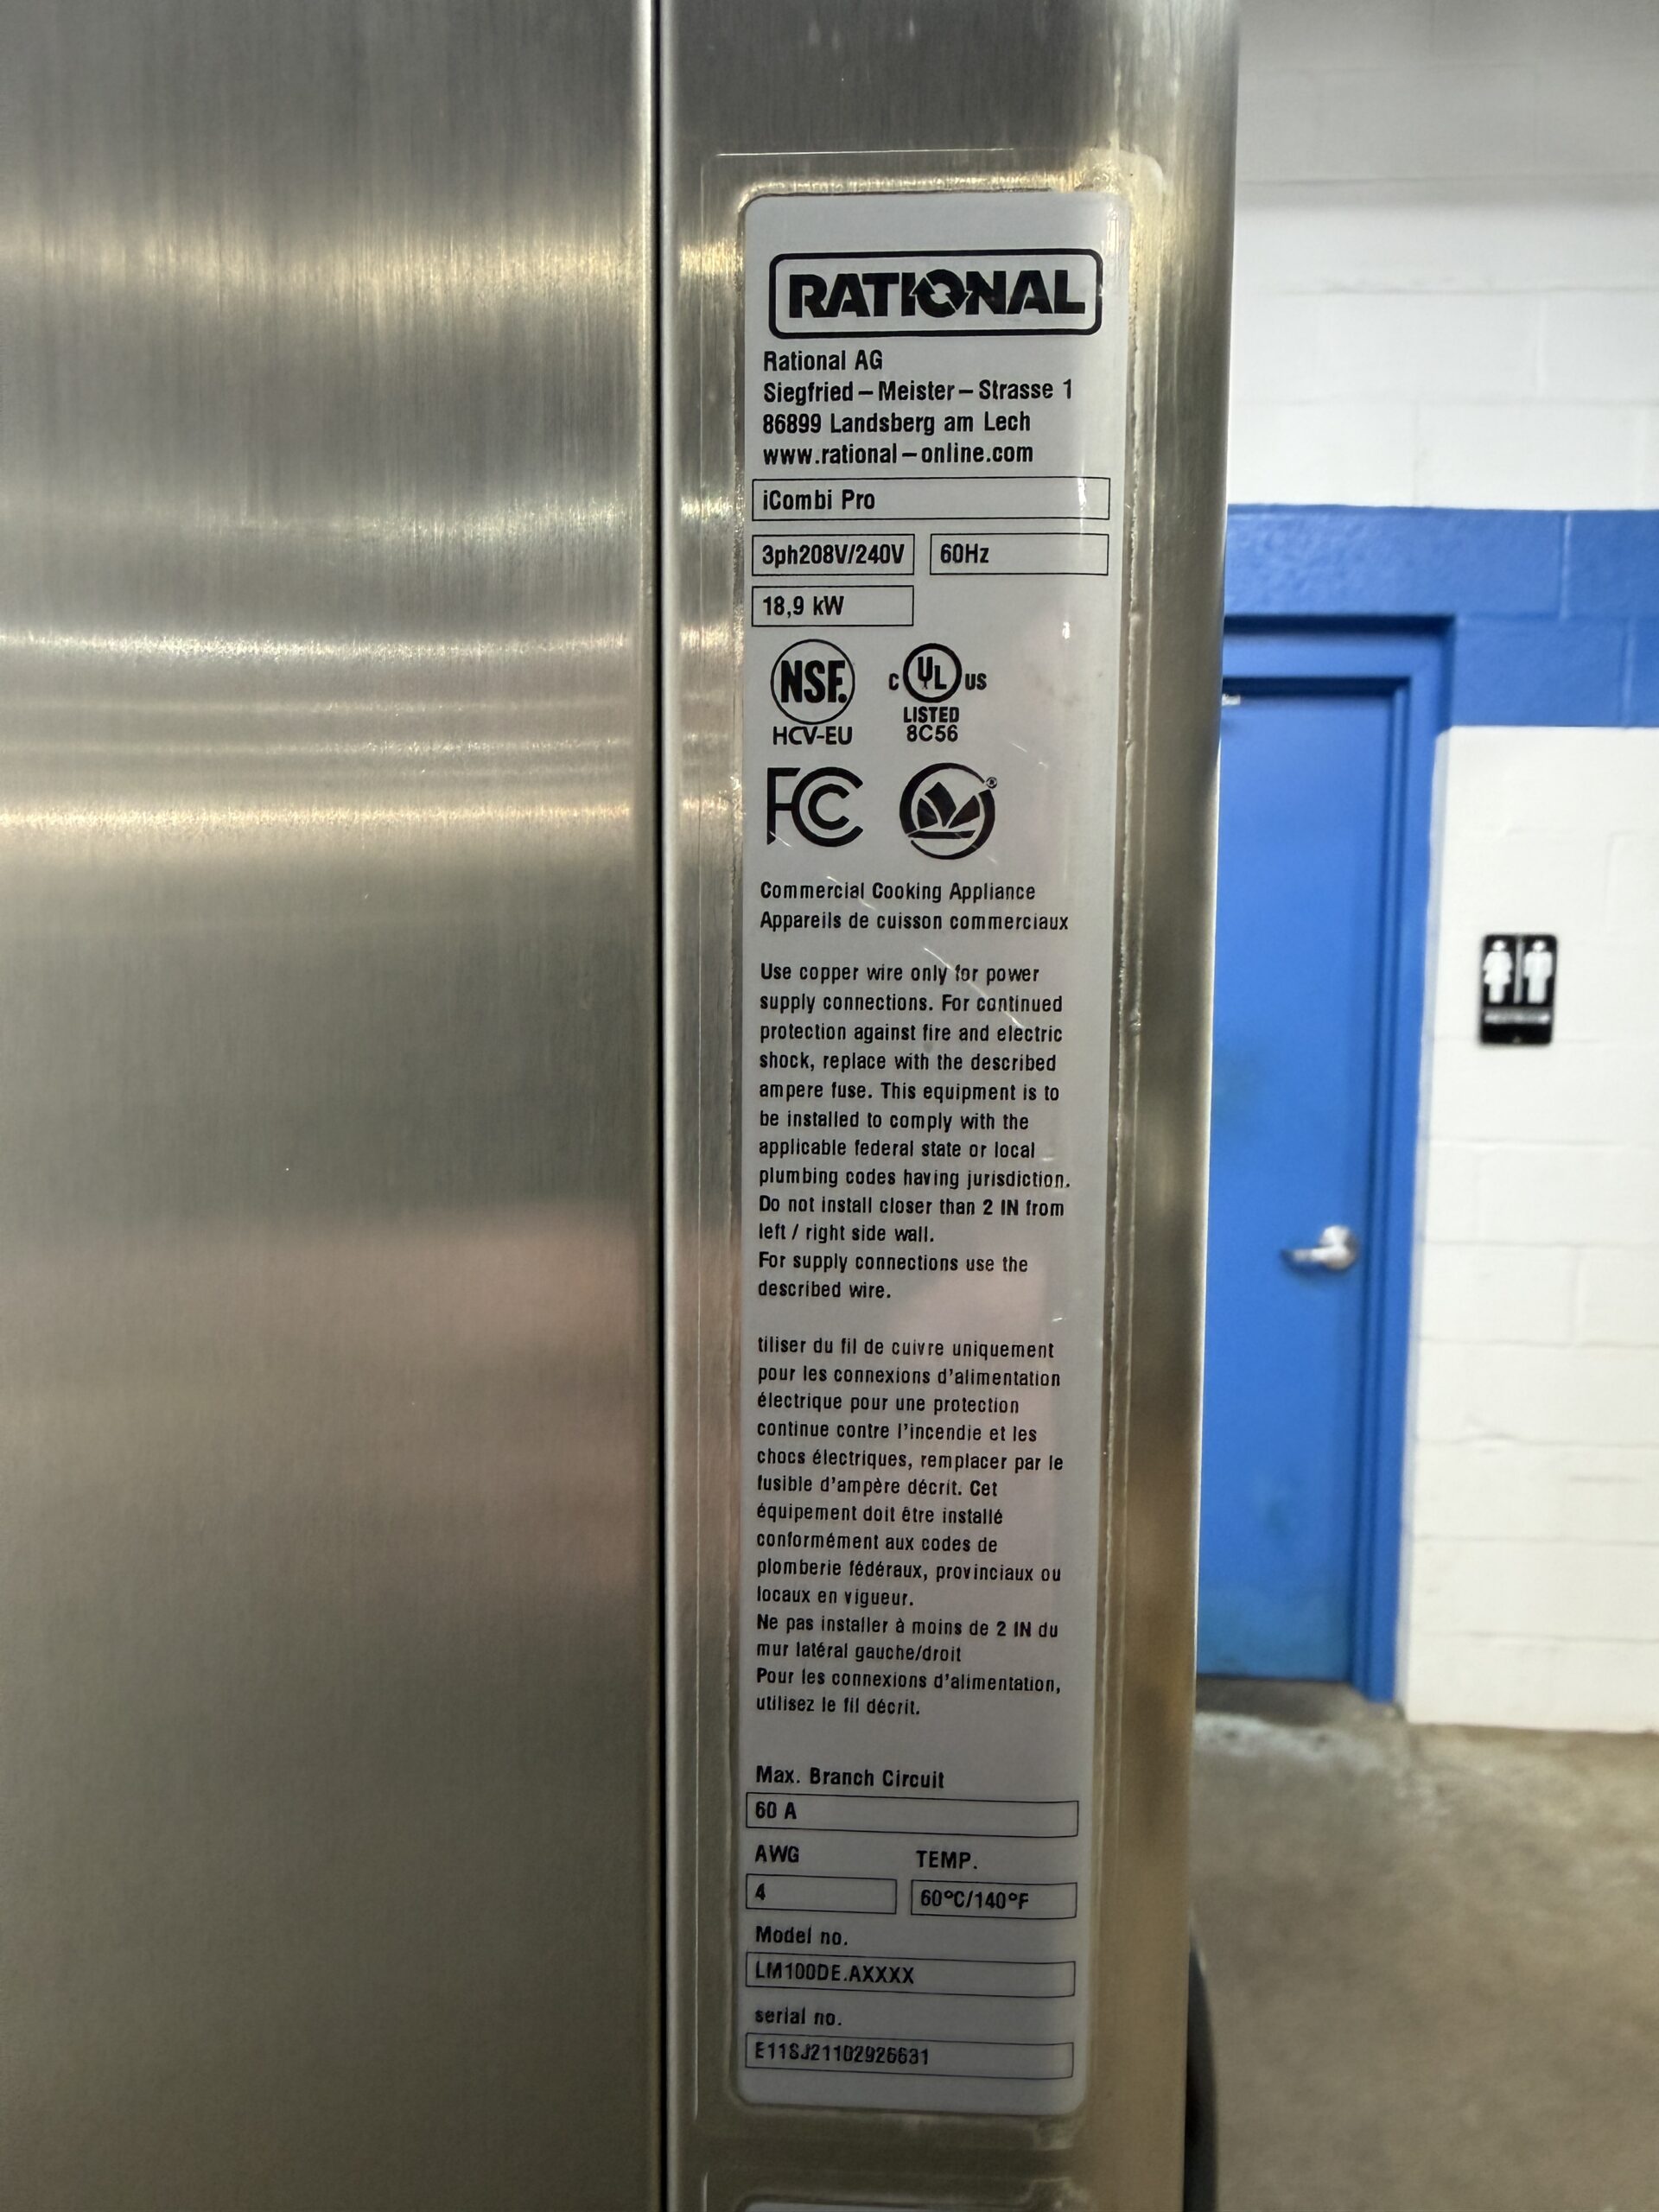 RATIONAL
Rational AG
Siegfried-Meister-Strasse 1
86899 Landsberg am Lech
www.rational-online.com
iCombi Pro
3ph208V/240V 60Hz
18,9 kW
NSF.
HCV-EU
C UL US
LISTED
8C56
FC
®
Commercial Cooking Appliance
Appareils de cuisson commerciaux
Use copper wire only for power
supply connections. For continued
protection against fire and electric
shock, replace with the described
ampere fuse. This equipment is to
be installed to comply with the
applicable federal state or local
plumbing codes having jurisdiction.
Do not install closer than 2 IN from
left / right side wall.
For supply connections use the
described wire.
tiliser du fil de cuivre uniquement
pour les connexions d'alimentation
électrique pour une protection
continue contre l'incendie et les
chocs électriques, remplacer par le
fusible d'ampère décrit. Cet
équipement doit être installé
conformément aux codes de
plomberie fédéraux, provinciaux ou
locaux en vigueur.
Ne pas installer à moins de 2 IN du
mur latéral gauche/droit
Pour les connexions d'alimentation,
utilisez le fil décrit.
Max. Branch Circuit
60 A
AWG TEMP.
4 60°C/140°F
Model no.
LM100DE.AXXXX
serial no.
E11SJ21102926631